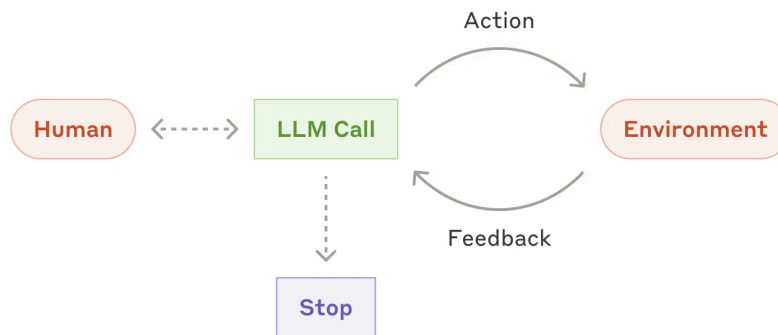 Action
Human
LLM Call
Environment
Feedback
Stop